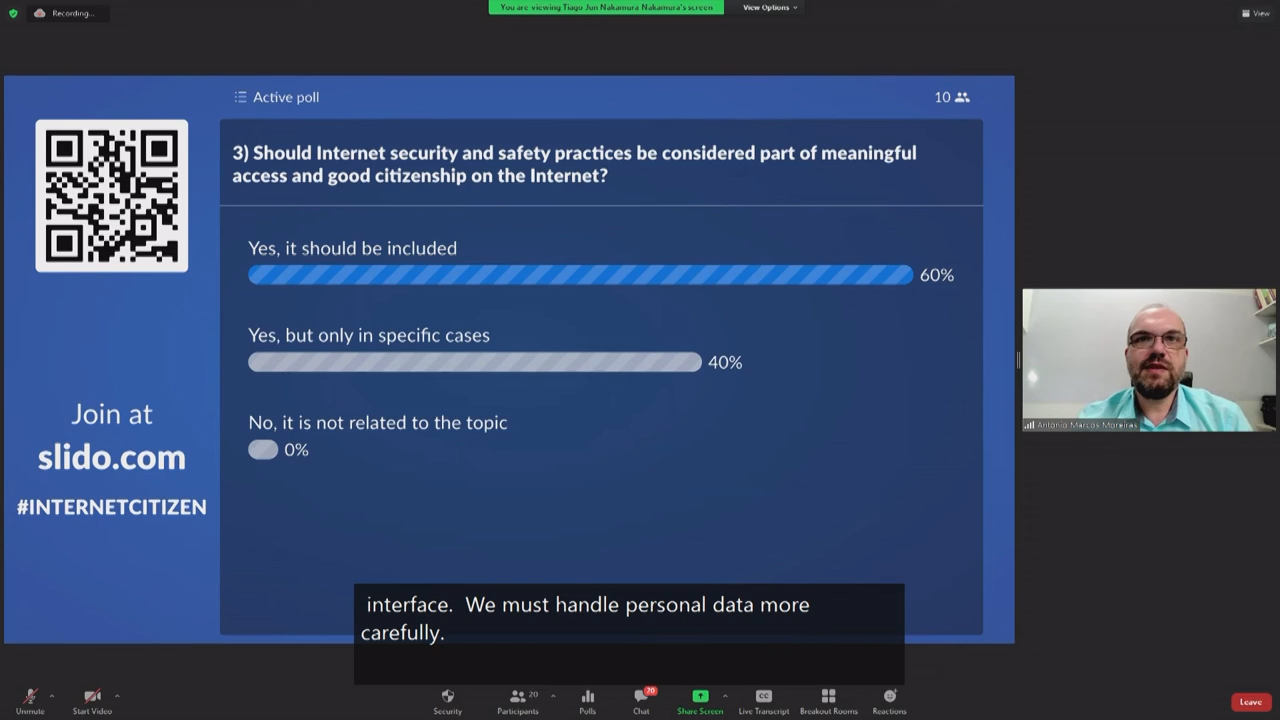 Recording...
You are viewing Tiago Jun Nakamura Nakamura's screen
View Options
View
Active poll
10
3) Should Internet security and safety practices be considered part of meaningful
access and good citizenship on the Internet?
Yes, it should be included
60%
Yes, but only in specific cases
40%
No, it is not related to the topic
0%
Join at
slido.com
#INTERNETCITIZEN
Antonio Marcos Moreiras
interface. We must handle personal data more
carefully.
Unmute
Start Video
Security
20
Participants
Polls
20
Chat
Share Screen
CC
Live Transcript
Breakout Rooms
Reactions
Leave